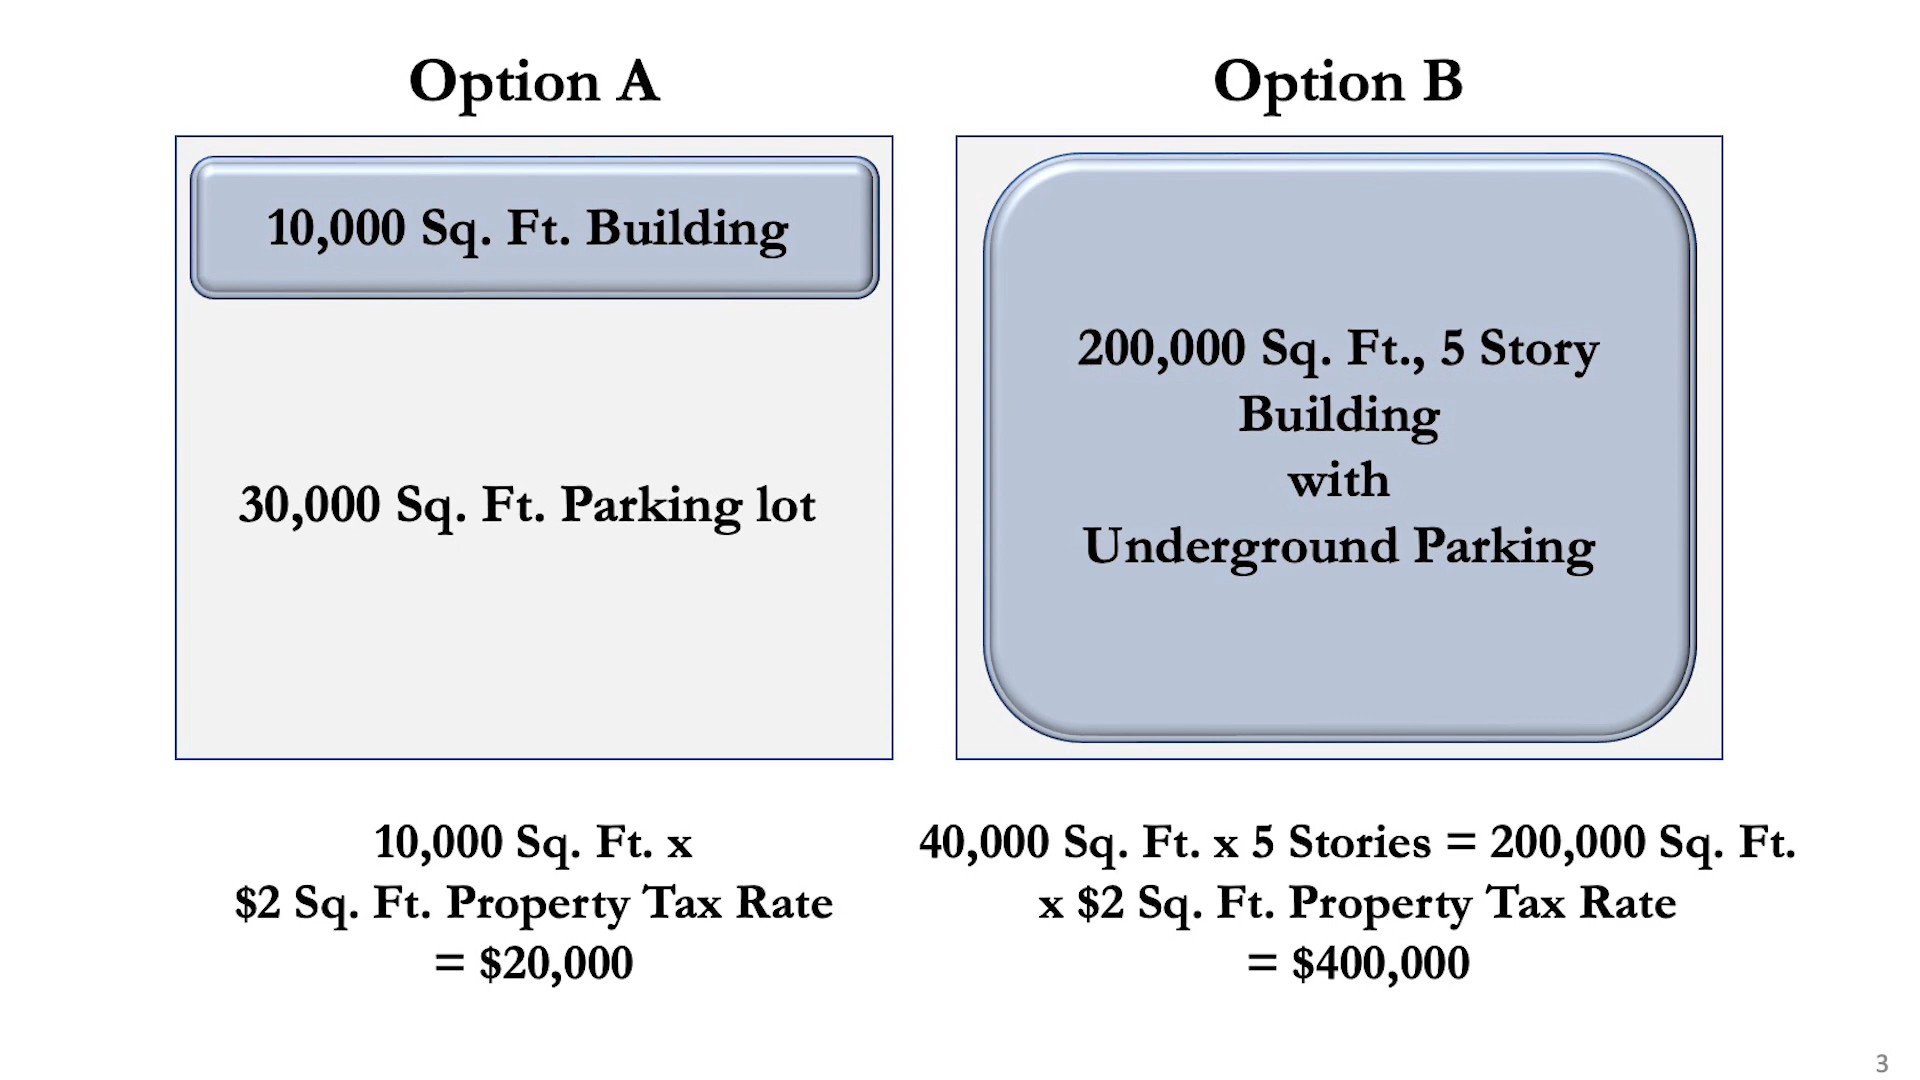 Option A
10,000 Sq. Ft. Building
30,000 Sq. Ft. Parking lot
10,000 Sq. Ft. x
$2 Sq. Ft. Property Tax Rate
= $20,000
Option B
200,000 Sq. Ft., 5 Story
Building
with
Underground Parking
40,000 Sq. Ft. x 5 Stories = 200,000 Sq. Ft.
x $2 Sq. Ft. Property Tax Rate
= $400,000
3